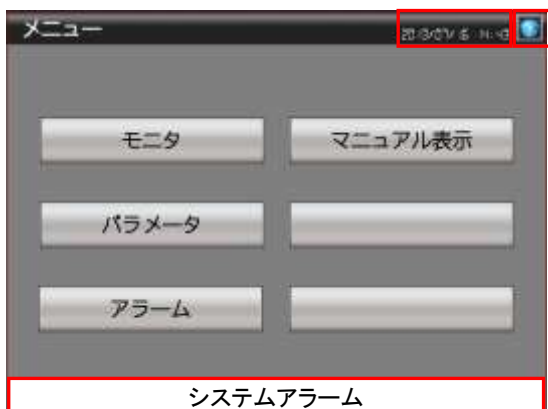 メニュー
モニタ
マニュアル表示
パラメータ
アラーム
システムアラーム